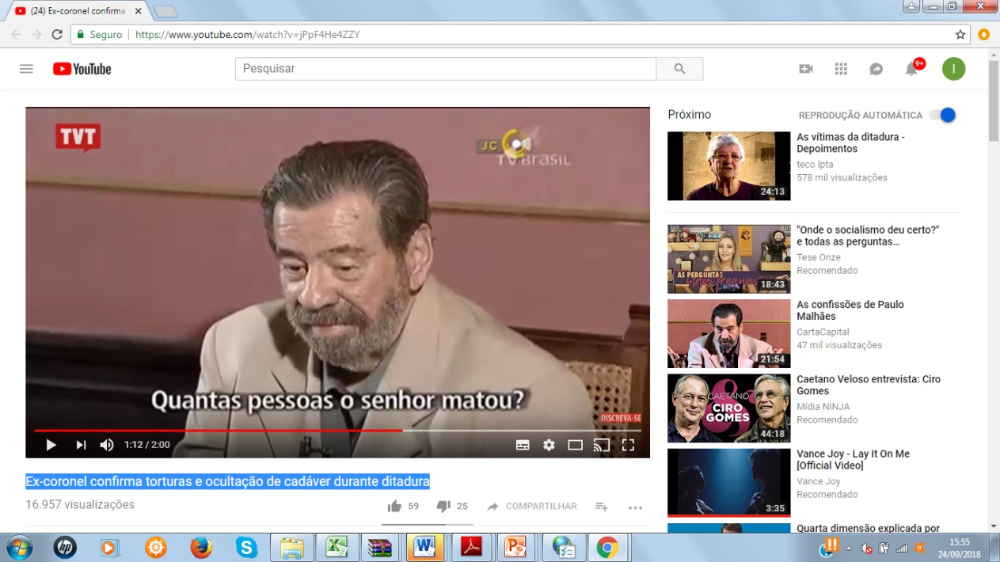 (24) Ex-coronel confirma
Seguro
https://www.youtube.com/watch?v=jPpF4He4ZZY
YouTube
Pesquisar
9+
I
TVT
JC
TV BRASIL
Quantas pessoas o senhor matou?
INSCREVA-SE
1:12 / 2:00
Ex-coronel confirma torturas e ocultação de cadáver durante ditadura
16.957 visualizações
59
25
COMPARTILHAR
Próximo
REPRODUÇÃO AUTOMÁTICA
24:13
As vítimas da ditadura -
Depoimentos
teco lpta
578 mil visualizações
AS PERGUNTAS
mais frequentes
18:43
"Onde o socialismo deu certo?"
e todas as perguntas...
Tese Onze
Recomendado
21:54
As confissões de Paulo
Malhães
CartaCapital
47 mil visualizações
CAETANO
CIRO
GOMES
44:18
Caetano Veloso entrevista: Ciro
Gomes
Mídia NINJA
Recomendado
3:35
Vance Joy - Lay It On Me
[Official Video]
Vance Joy
Recomendado
Quarta dimensão explicada por
hp
15:55
24/09/2018